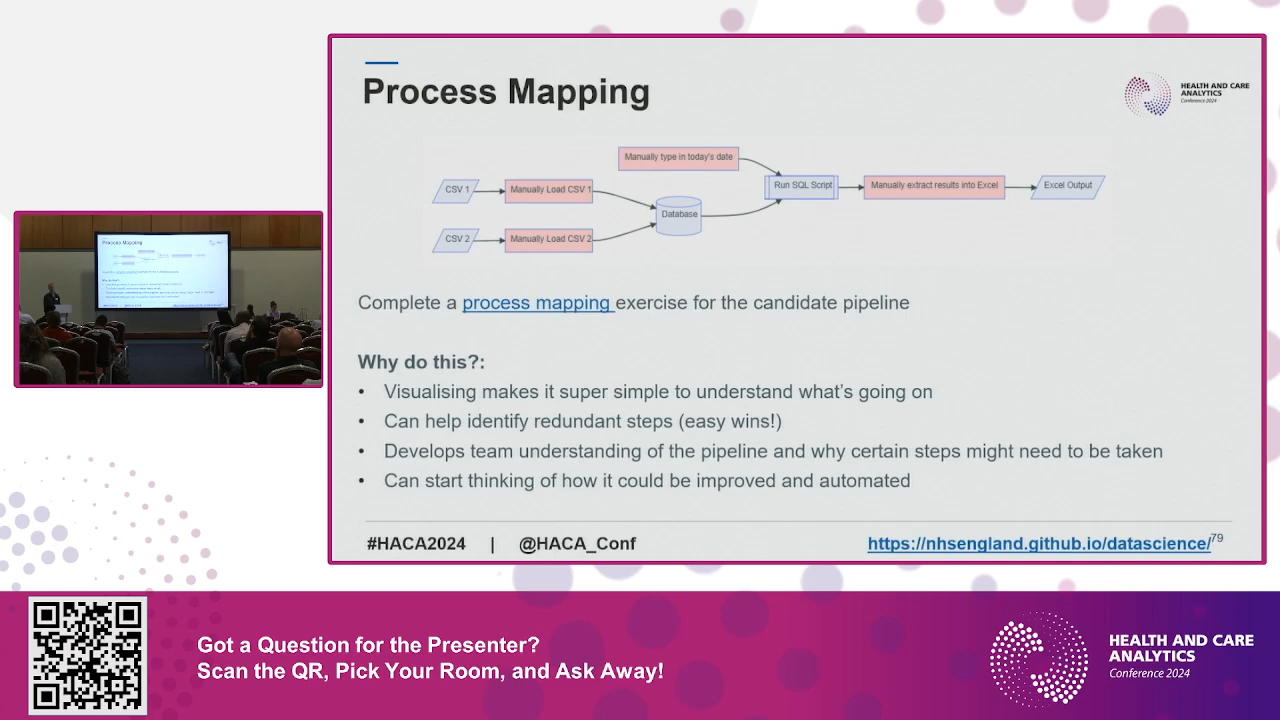 Process Mapping
HEALTH AND CARE
ANALYTICS
Conference 2024
Manually type in today's date
CSV 1
Manually Load CSV 1
Run SQL Script
Manually extract results into Excel
Excel Output
Database
CSV 2
Manually Load CSV 2
Complete a process mapping exercise for the candidate pipeline
Why do this?:
• Visualising makes it super simple to understand what's going on
• Can help identify redundant steps (easy wins!)
• Develops team understanding of the pipeline and why certain steps might need to be taken
• Can start thinking of how it could be improved and automated
#HACA2024 | @HACA_Conf
https://nhsengland.github.io/datascience/
79
Process Mapping
Got a Question for the Presenter?
Scan the QR, Pick Your Room, and Ask Away!
HEALTH AND CARE
ANALYTICS
Conference 2024